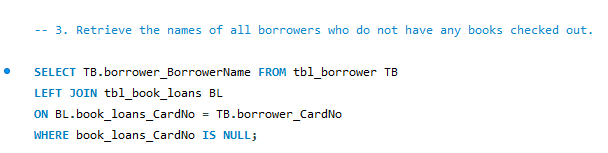 -- 3. Retrieve the names of all borrowers who do not have any books checked out.
SELECT TB.borrower_BorrowerName FROM tbl_borrower TB
LEFT JOIN tbl_book_loans BL
ON BL.book_loans_CardNo = TB.borrower_CardNo
WHERE book_loans_CardNo IS NULL;